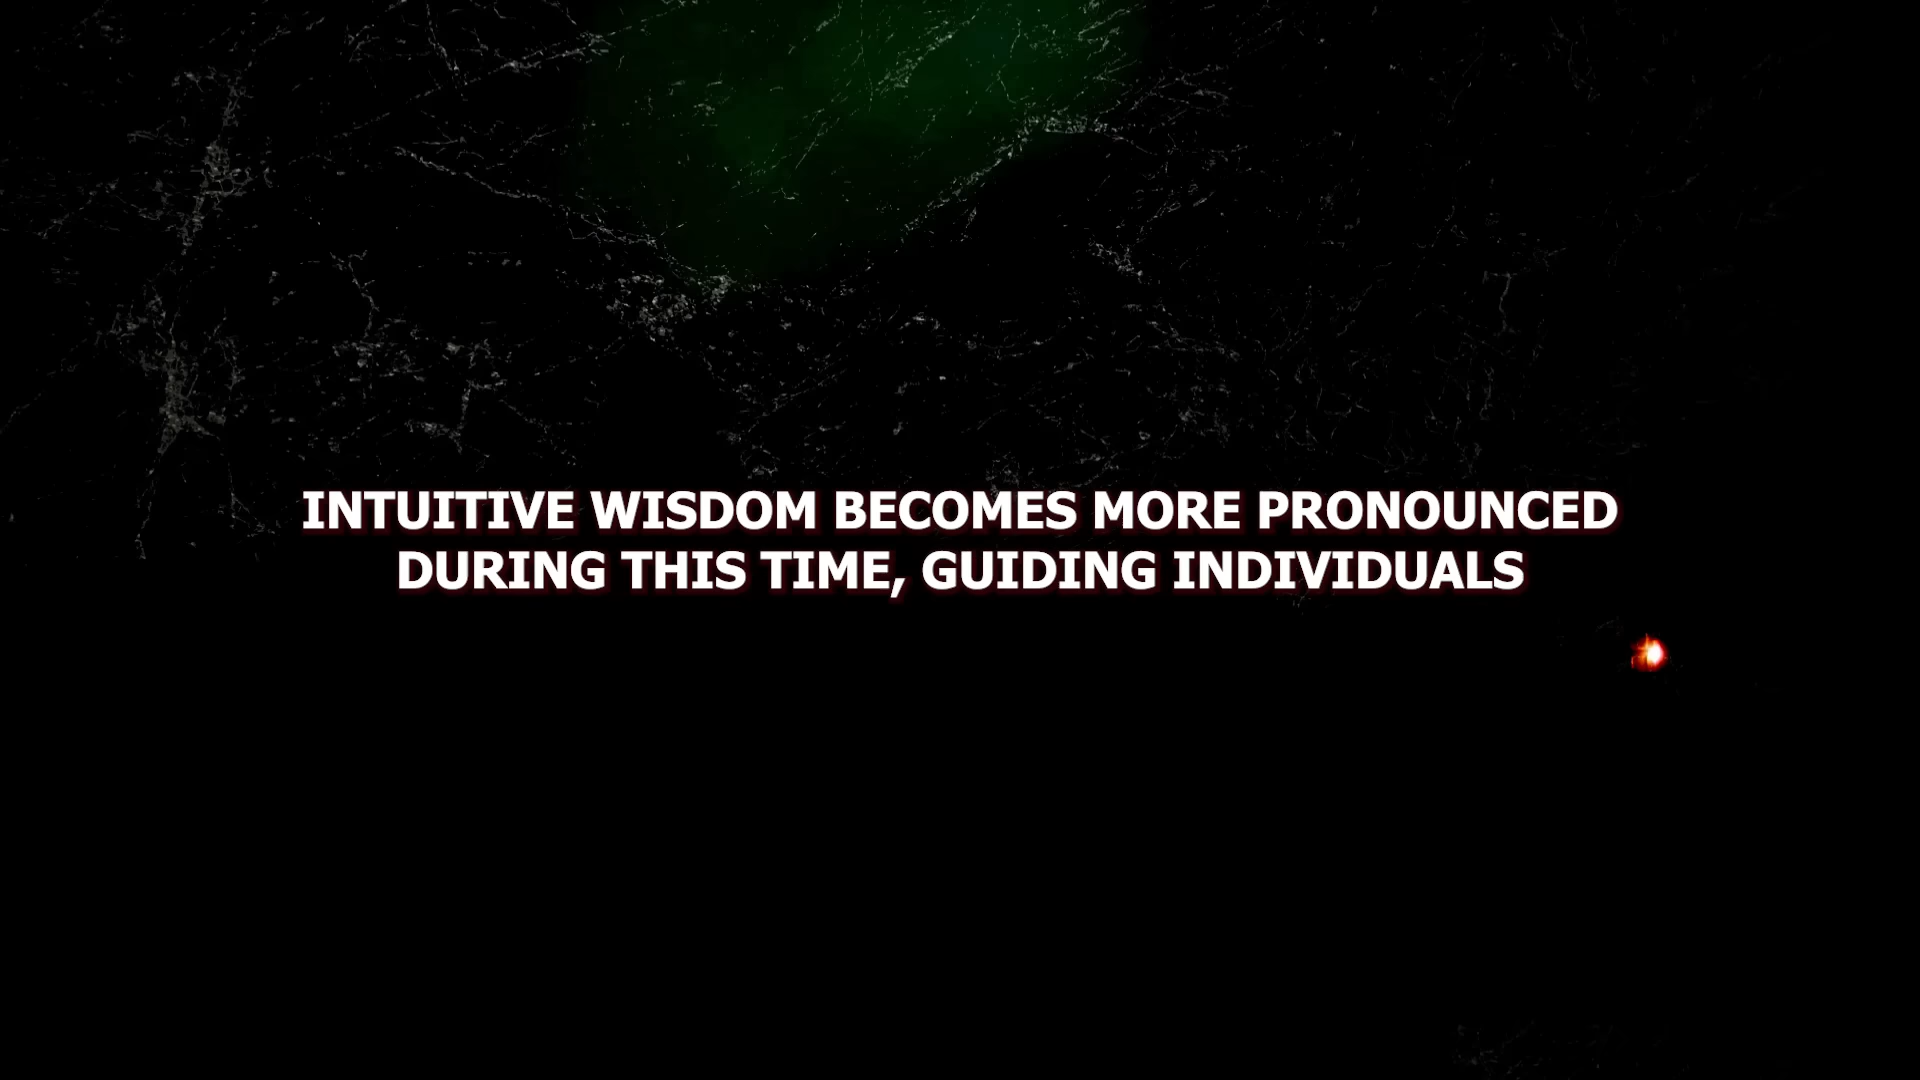 INTUITIVE WISDOM BECOMES MORE PRONOUNCED
DURING THIS TIME, GUIDING INDIVIDUALS